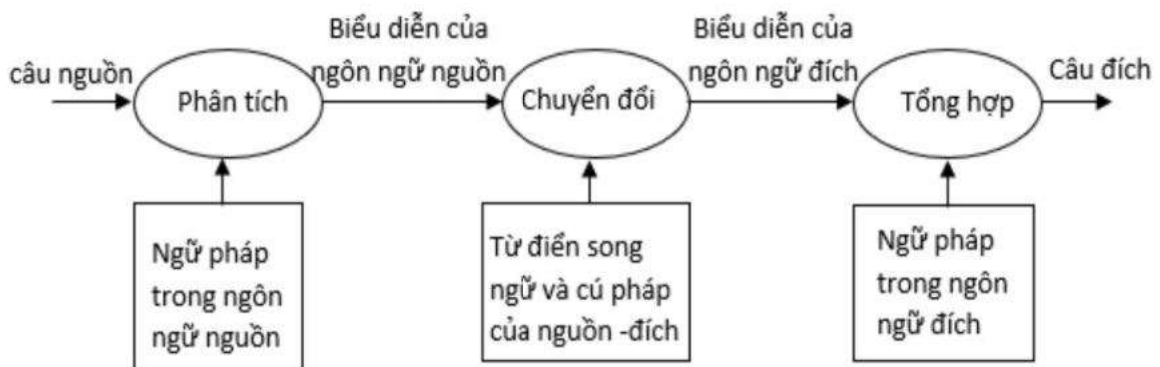 câu nguồn
Phân tích
Biểu diễn của
ngôn ngữ nguồn
Chuyển đổi
Biểu diễn của
ngôn ngữ đích
Tổng hợp
Câu đích
Ngữ pháp
trong ngôn
ngữ nguồn
Từ điển song
ngữ và cú pháp
của nguồn -đích
Ngữ pháp
trong ngôn
ngữ đích